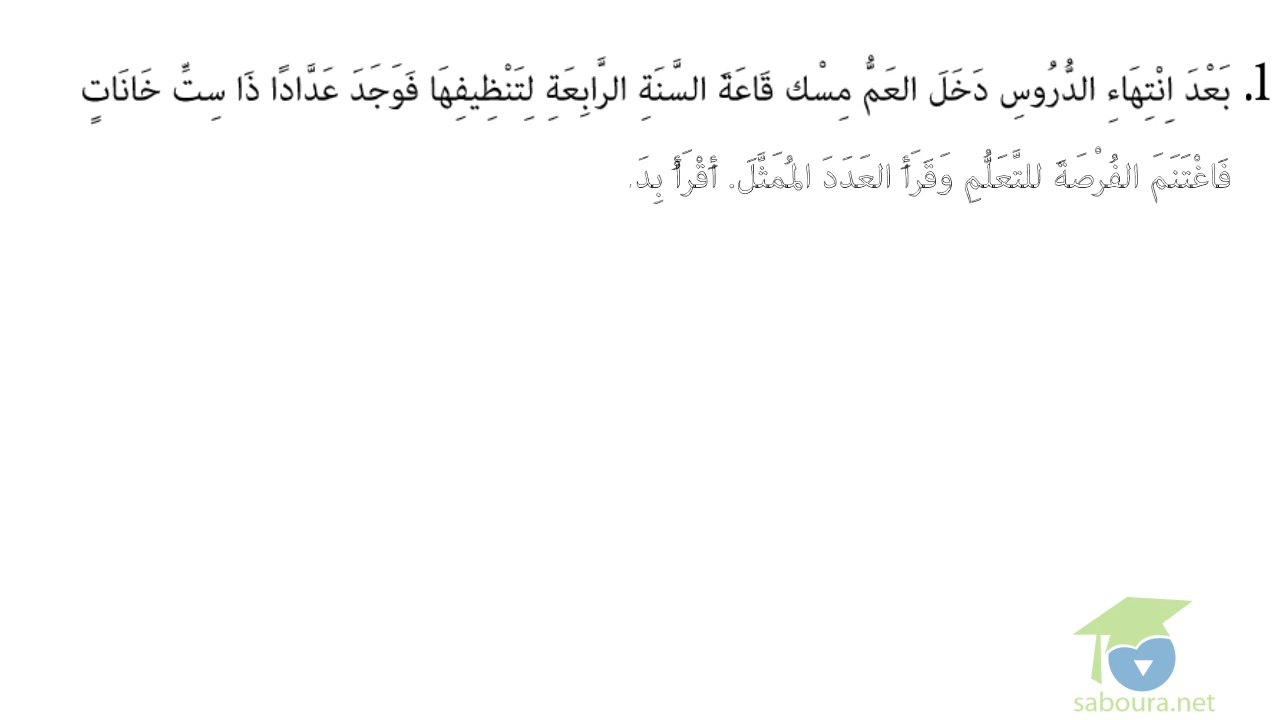 1. بَعْدَ اِنْتِهَاءِ الدُّرُوسِ دَخَلَ العَمُّ مِسْك قَاعَةَ السَّنَةِ الرَّابِعَةِ لِتَنْظِيفِهَا فَوَجَدَ عَدَّادًا ذَا سِتِّ خَانَاتٍ
فَاغْتَنَمَ الفُرْصَةَ للتَّعَلُّمِ وَقَرَأَ العَدَدَ المُمَثَّلَ. أَقْرَأُ بِدَ
saboura.net